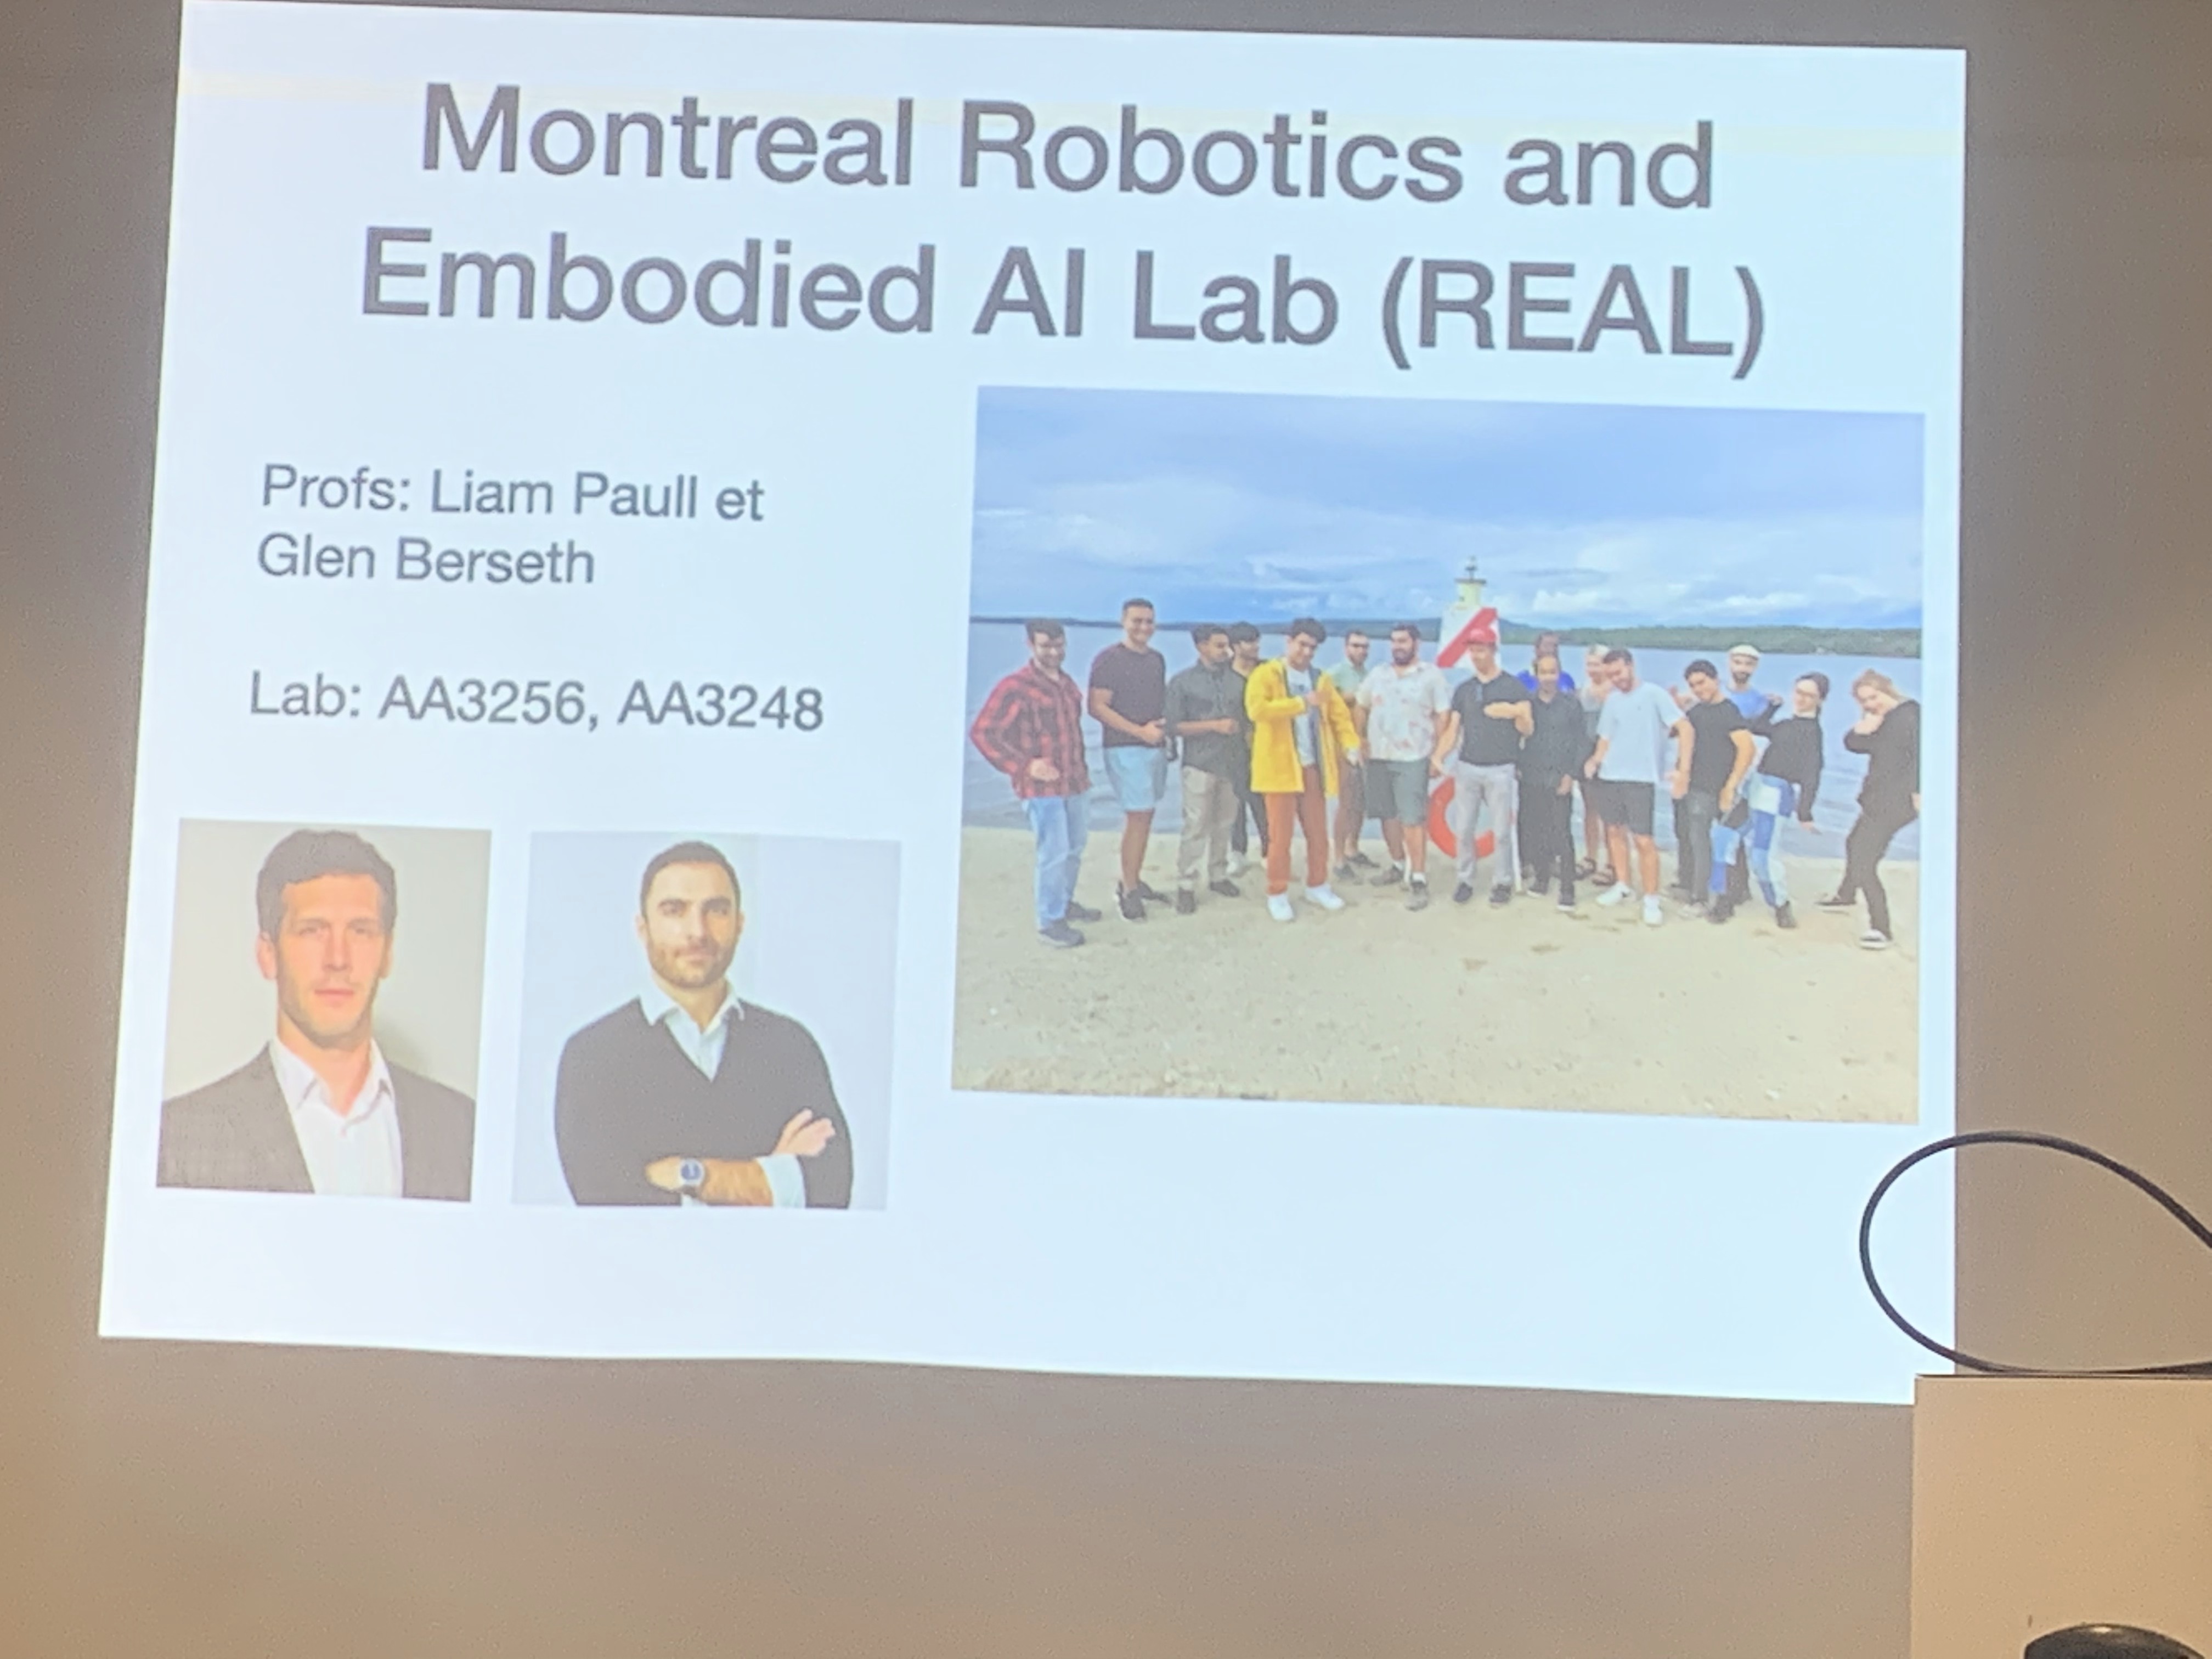 Montreal Robotics and
Embodied AI Lab (REAL)
Profs: Liam Paull et
Glen Berseth
Lab: AA3256, AA3248